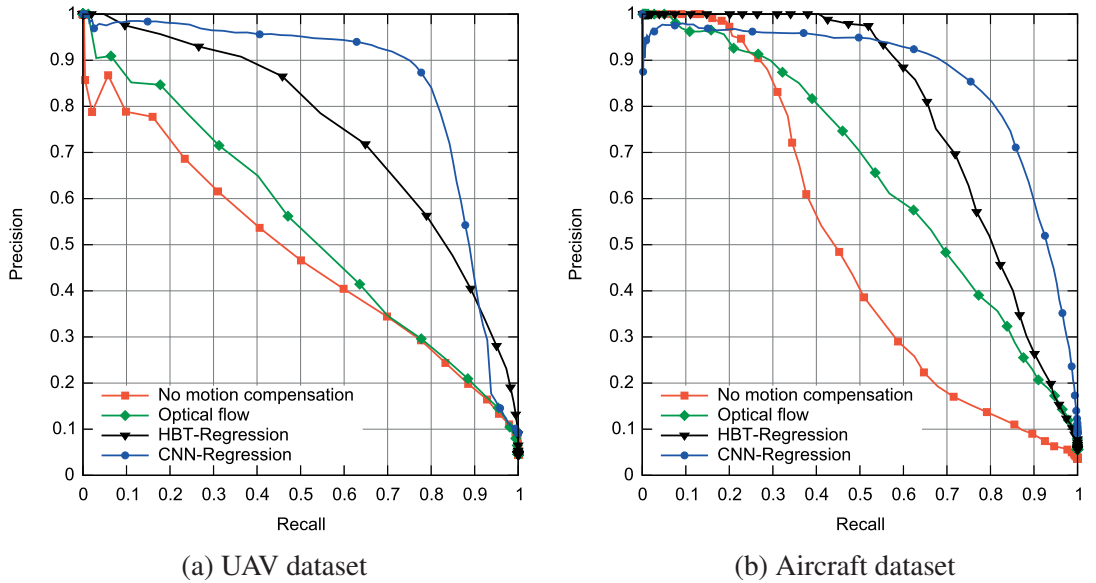 1
0.9
0.8
0.7
0.6
0.5
0.4
0.3
0.2
0.1
0
Precision
No motion compensation
Optical flow
HBT-Regression
CNN-Regression
0 0.1 0.2 0.3 0.4 0.5 0.6 0.7 0.8 0.9 1
Recall
(a) UAV dataset
1
0.9
0.8
0.7
0.6
0.5
0.4
0.3
0.2
0.1
0
Precision
No motion compensation
Optical flow
HBT-Regression
CNN-Regression
0 0.1 0.2 0.3 0.4 0.5 0.6 0.7 0.8 0.9 1
Recall
(b) Aircraft dataset